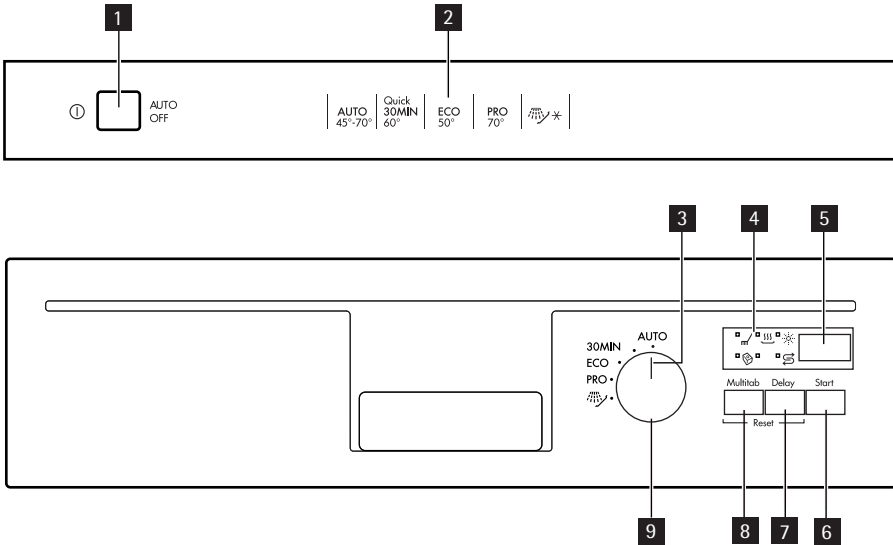 1
2
AUTO
OFF
AUTO
45°-70°
Quick
30MIN
60°
ECO
50°
PRO
70°
3
4
5
AUTO
30MIN
ECO
PRO
Multitab Delay Start
Reset
9
8
7
6